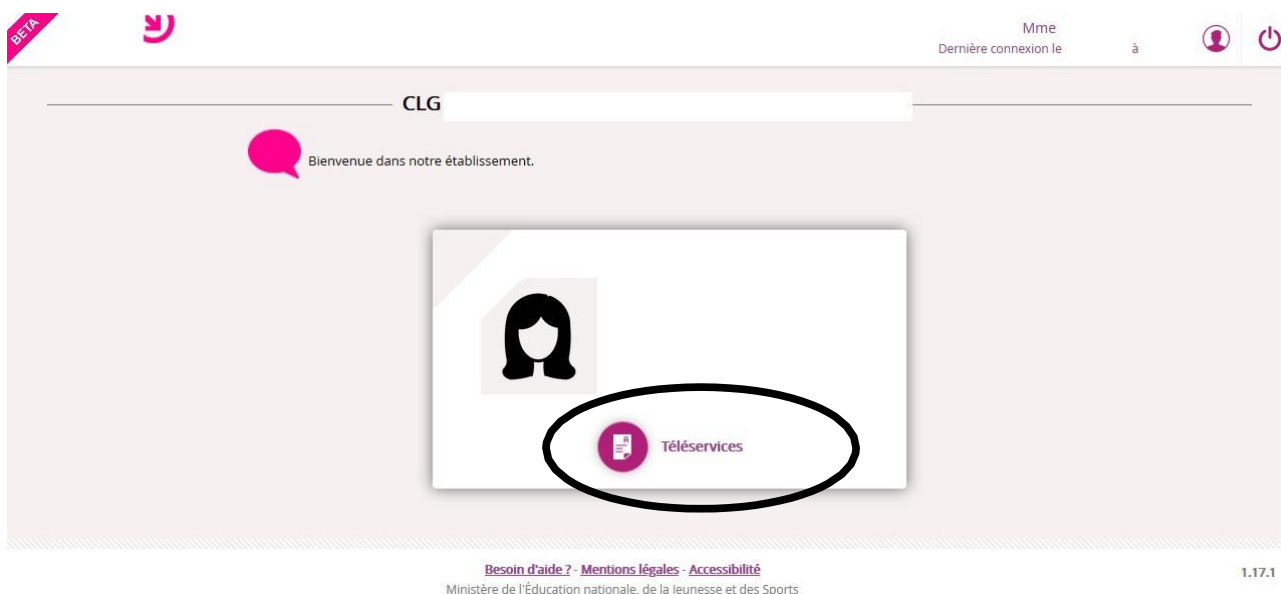 BETA
Mme
Dernière connexion le à
CLG
Bienvenue dans notre établissement.
Téléservices
Besoin d'aide ? - Mentions légales - Accessibilité
1.17.1
Ministère de l'Éducation nationale, de la Jeunesse et des Sports